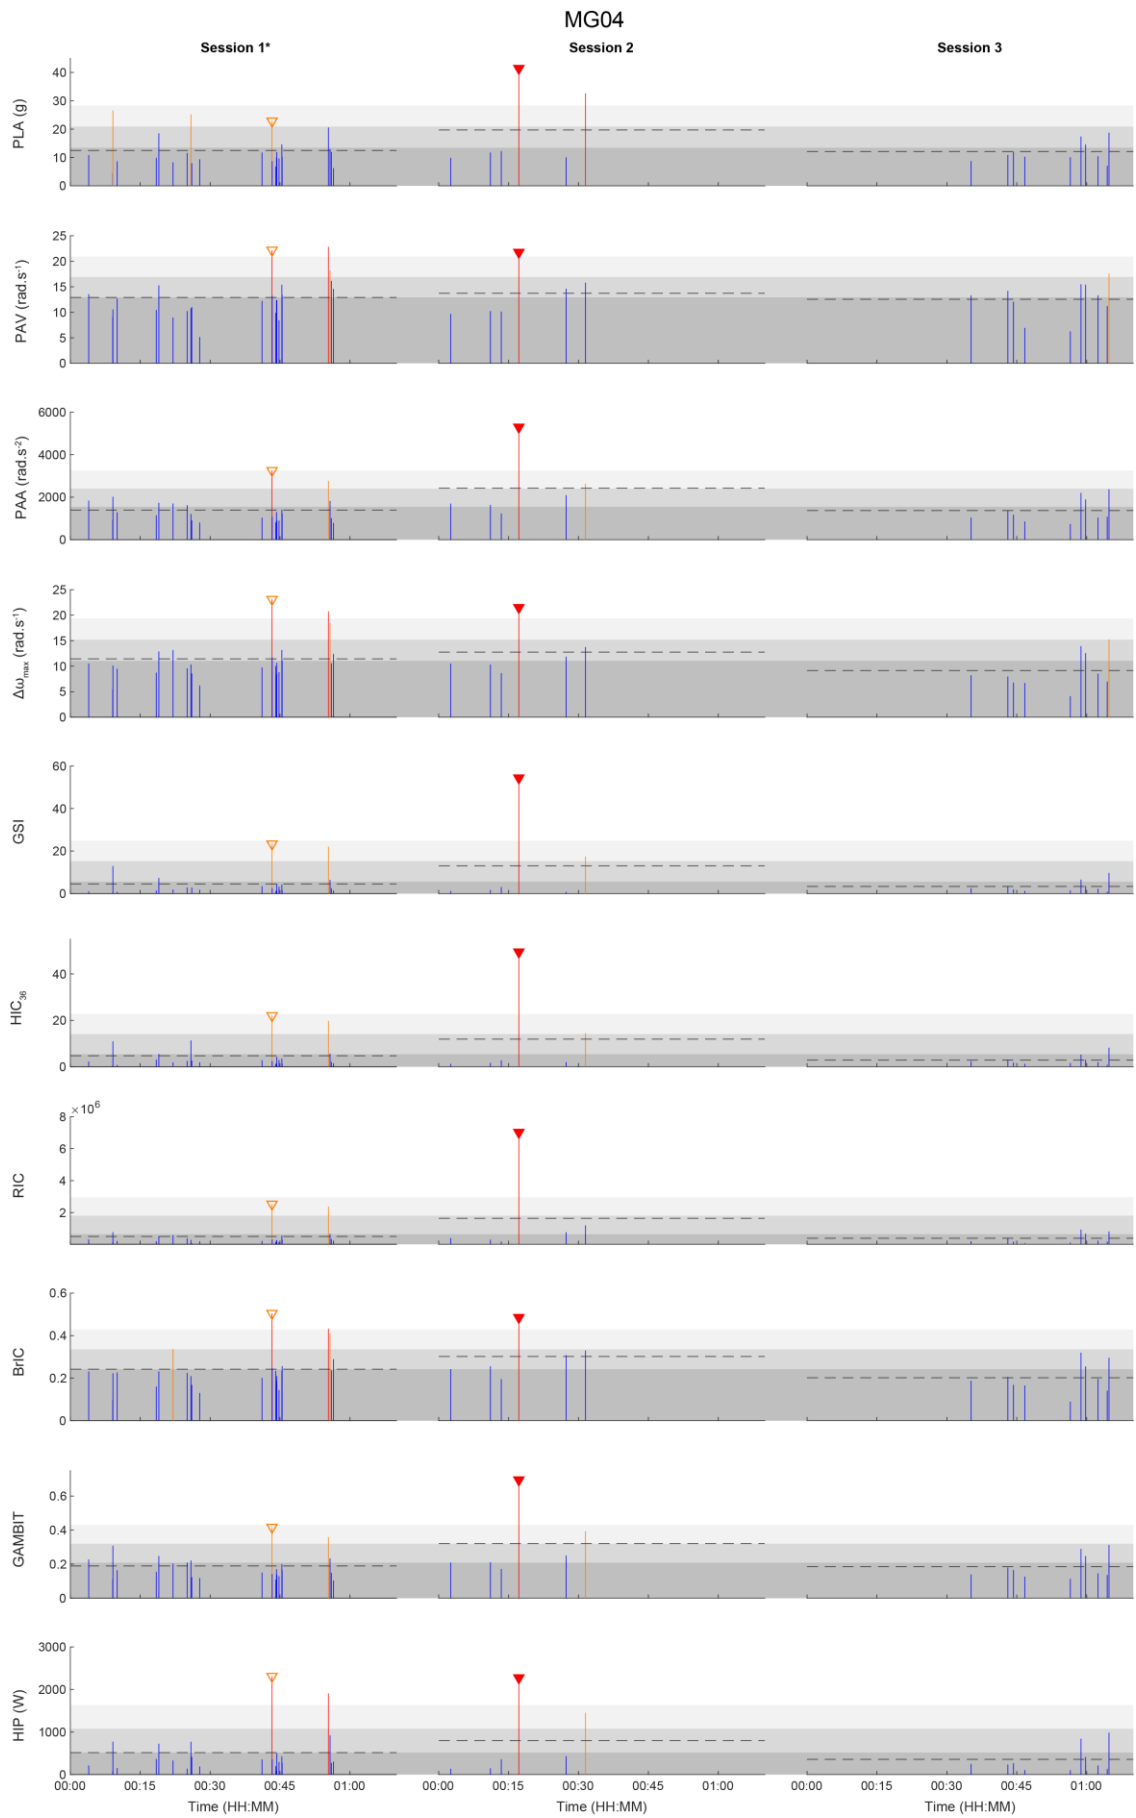 MG04
Session 1*
Session 2
Session 3
PLA (g)
40
30
20
10
0
PAV (rad.s⁻¹)
25
20
15
10
5
0
PAA (rad.s⁻²)
6000
4000
2000
0
Δω_max (rad.s⁻¹)
25
20
15
10
5
0
GSI
60
40
20
0
HIC₃₆
40
20
0
RIC
×10⁶
8
6
4
2
BrIC
0.6
0.4
0.2
0
GAMBIT
0.6
0.4
0.2
0
HIP (W)
3000
2000
1000
0
00:00 00:15 00:30 00:45 01:00
00:00 00:15 00:30 00:45 01:00
00:00 00:15 00:30 00:45 01:00
Time (HH:MM)
Time (HH:MM)
Time (HH:MM)